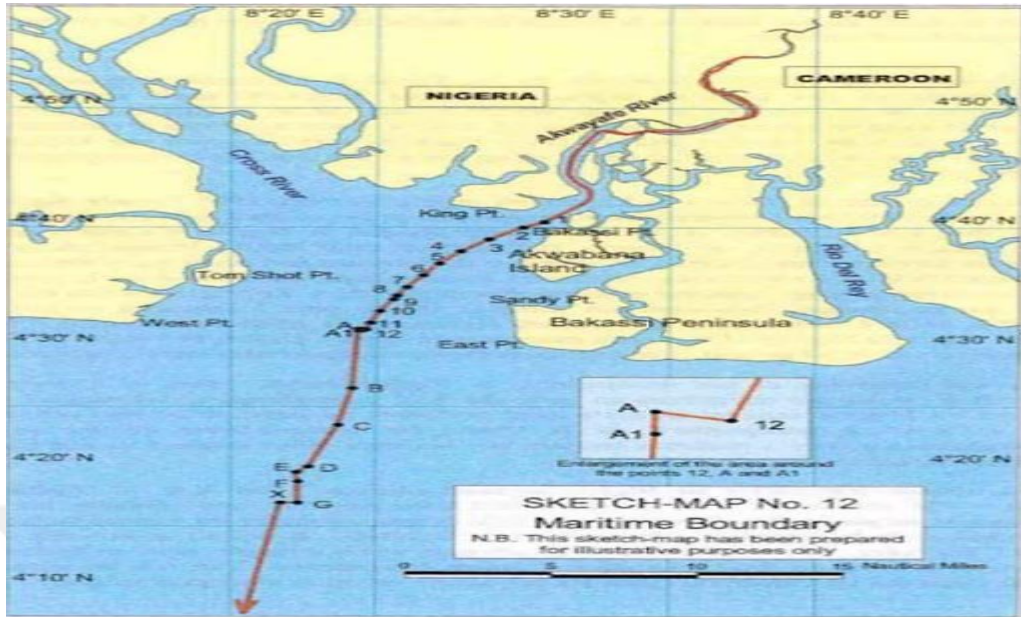 8°20' E
8°30' E
8°40' E
NIGERIA
CAMEROON
4°50' N
4°50' N
Akwayafe River
Cross River
King Pt.
1
4°40' N
4°40' N
2
Bakassi Pt.
3
4
Akwabana
Island
5
6
Tom Shot Pt.
7
Rio Del Rey
8
9
Sandy Pt.
10
West Pt.
11
Bakassi Peninsula
A
A1
12
4°30' N
East Pt.
4°30' N
B
A
C
A1
12
4°20' N
E
D
Enlargement of the area around
the points 12, A and A1
4°20' N
F
X
G
SKETCH-MAP No. 12
Maritime Boundary
N.B. This sketch-map has been prepared
for illustrative purposes only
4°10' N
0
5
10
15
Nautical Miles